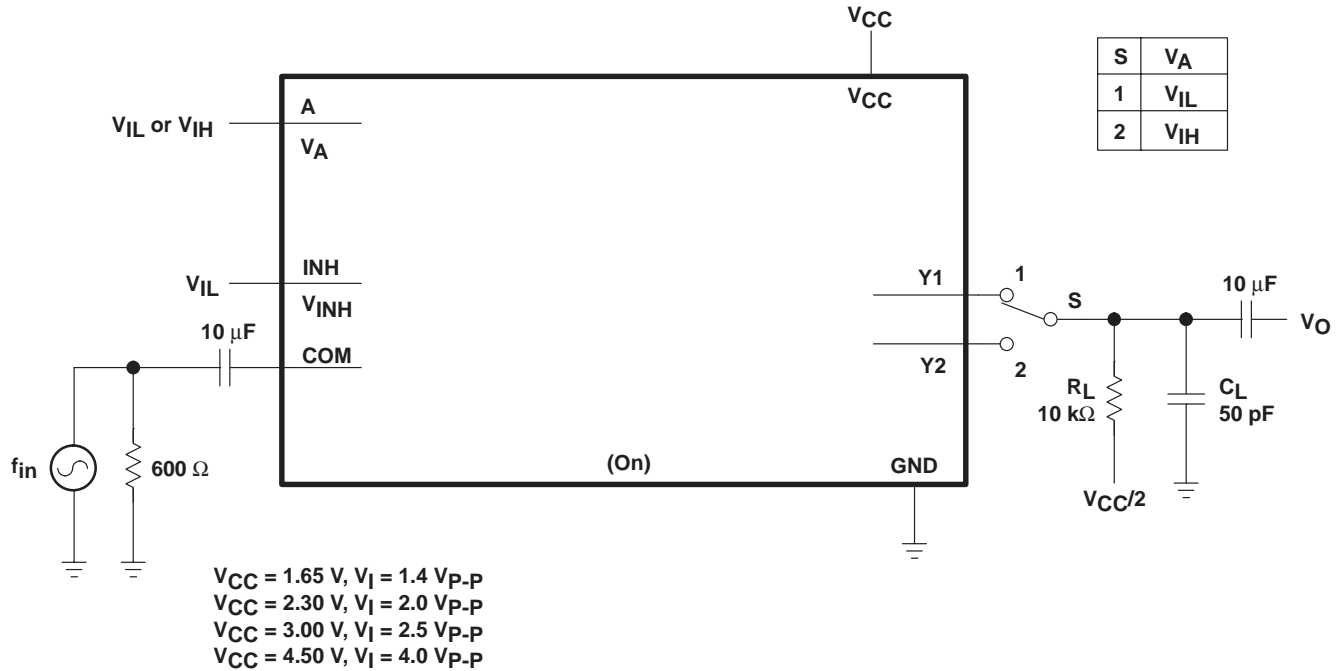 VCC
S VA
1 VIL
2 VIH
VCC
A
VIL or VIH
VA
INH
VIL
VINH
10 μF
COM
Y1
1
S
10 μF
VO
Y2
2
RL
10 kΩ
CL
50 pF
fin
600 Ω
(On)
GND
VCC/2
VCC = 1.65 V, VI = 1.4 VP-P
VCC = 2.30 V, VI = 2.0 VP-P
VCC = 3.00 V, VI = 2.5 VP-P
VCC = 4.50 V, VI = 4.0 VP-P